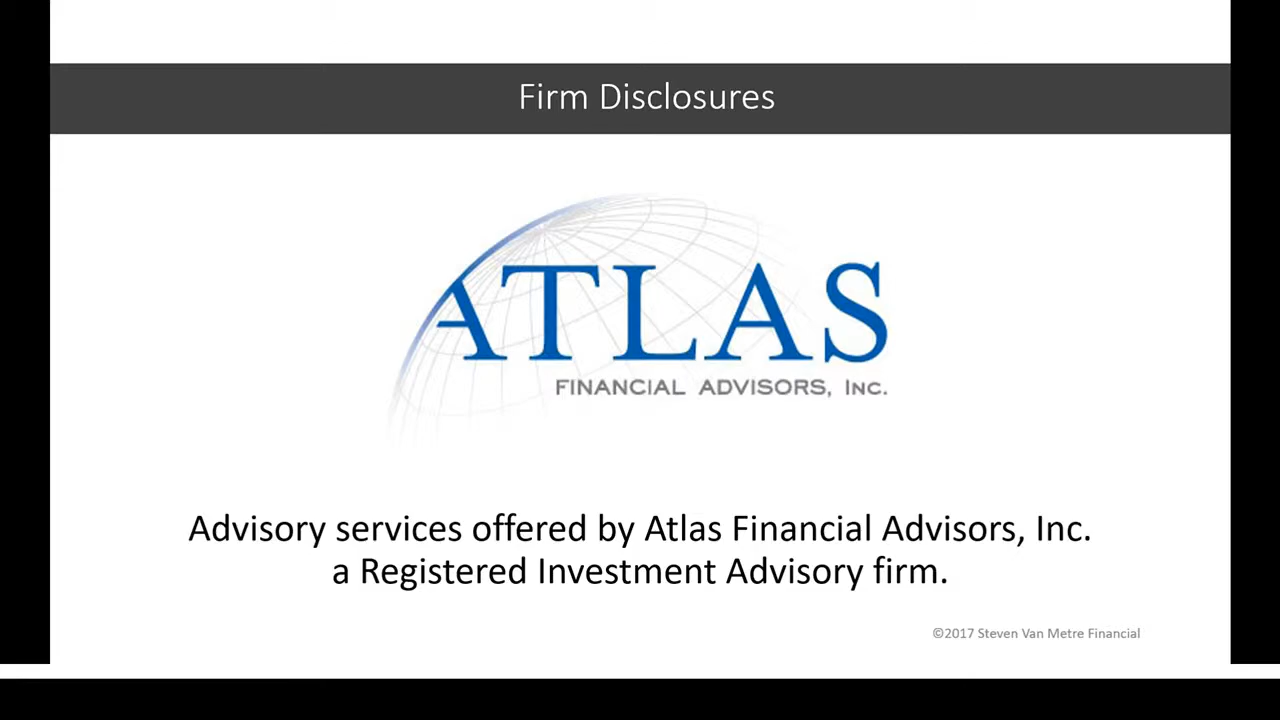 Firm Disclosures
ATLAS
FINANCIAL ADVISORS, INC.
Advisory services offered by Atlas Financial Advisors, Inc.
a Registered Investment Advisory firm.
©2017 Steven Van Metre Financial